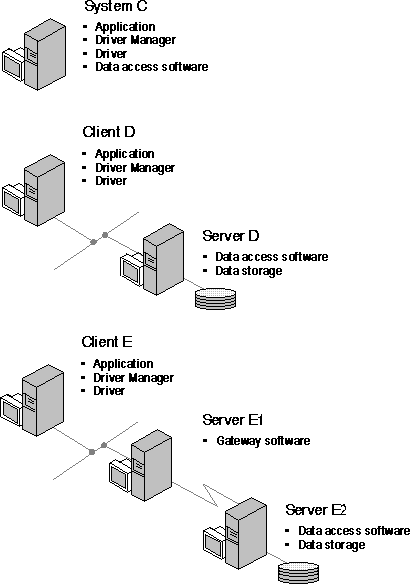 System C
▪ Application
▪ Driver Manager
▪ Driver
▪ Data access software
Client D
▪ Application
▪ Driver Manager
▪ Driver
Server D
▪ Data access software
▪ Data storage
Client E
▪ Application
▪ Driver Manager
▪ Driver
Server E1
▪ Gateway software
Server E2
▪ Data access software
▪ Data storage